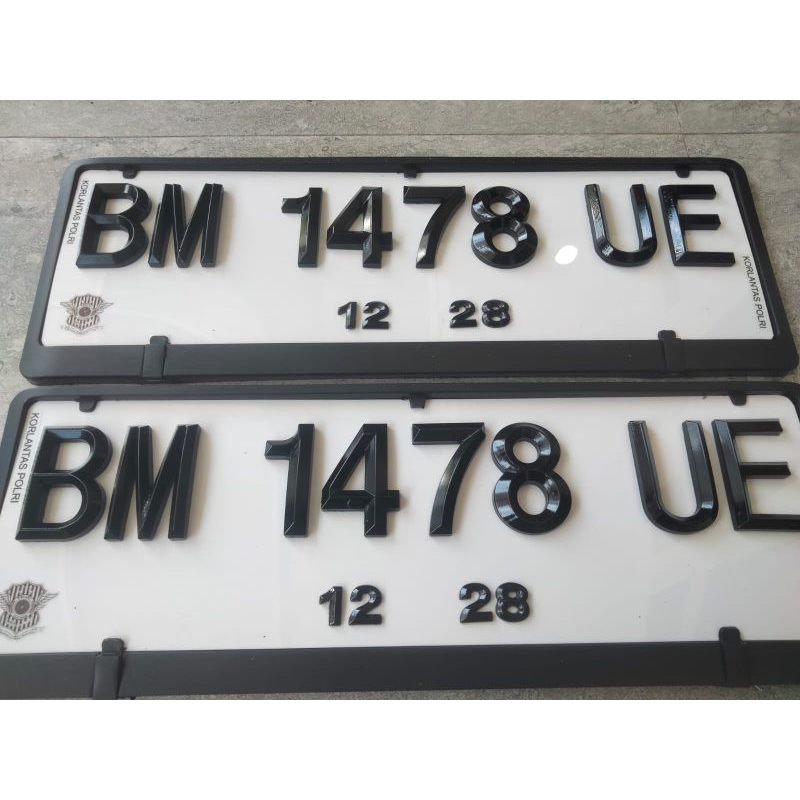 BM 1478 UE
KORLANTAS POLRI
KORLANTAS POLRI
12 28
BM 1478 UE
KORLANTAS POLRI
12 28